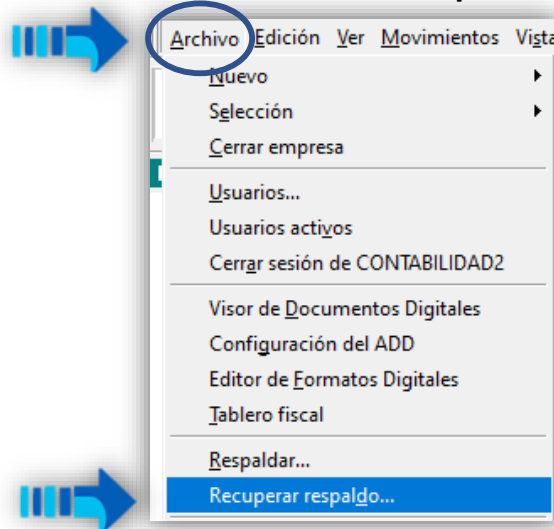 Archivo Edición Ver Movimientos
Nuevo
Selección
Cerrar empresa
Usuarios...
Usuarios activos
Cerrar sesión de CONTABILIDAD2
Visor de Documentos Digitales
Configuración del ADD
Editor de Formatos Digitales
Tablero fiscal
Respaldar...
Recuperar respaldo...